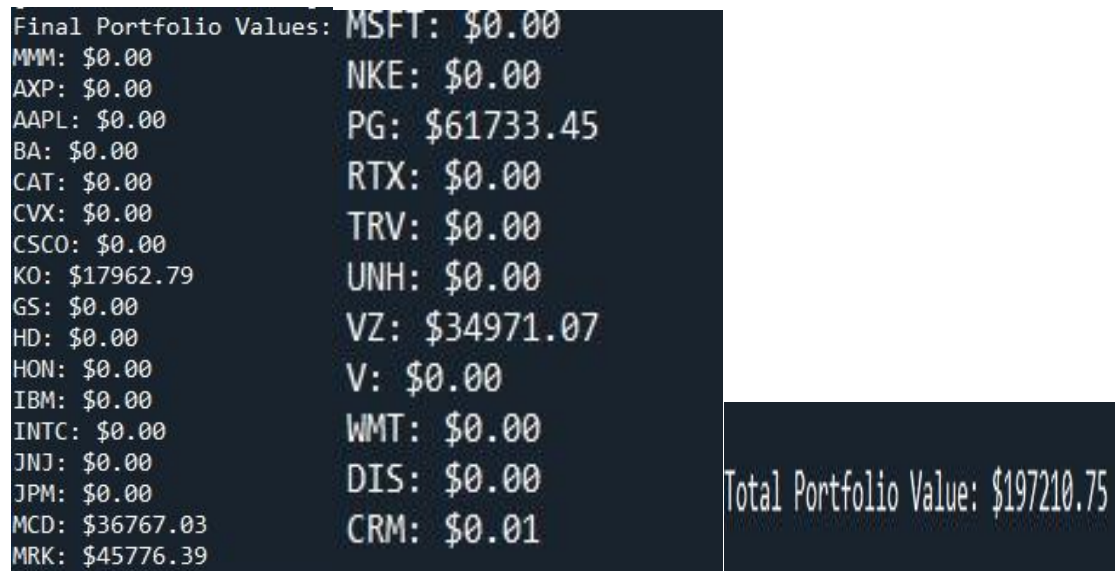 Final Portfolio Values:
MMM: $0.00
AXP: $0.00
AAPL: $0.00
BA: $0.00
CAT: $0.00
CVX: $0.00
CSCO: $0.00
KO: $17962.79
GS: $0.00
HD: $0.00
HON: $0.00
IBM: $0.00
INTC: $0.00
JNJ: $0.00
JPM: $0.00
MCD: $36767.03
MRK: $45776.39
MSFT: $0.00
NKE: $0.00
PG: $61733.45
RTX: $0.00
TRV: $0.00
UNH: $0.00
VZ: $34971.07
V: $0.00
WMT: $0.00
DIS: $0.00
CRM: $0.01
Total Portfolio Value: $197210.75